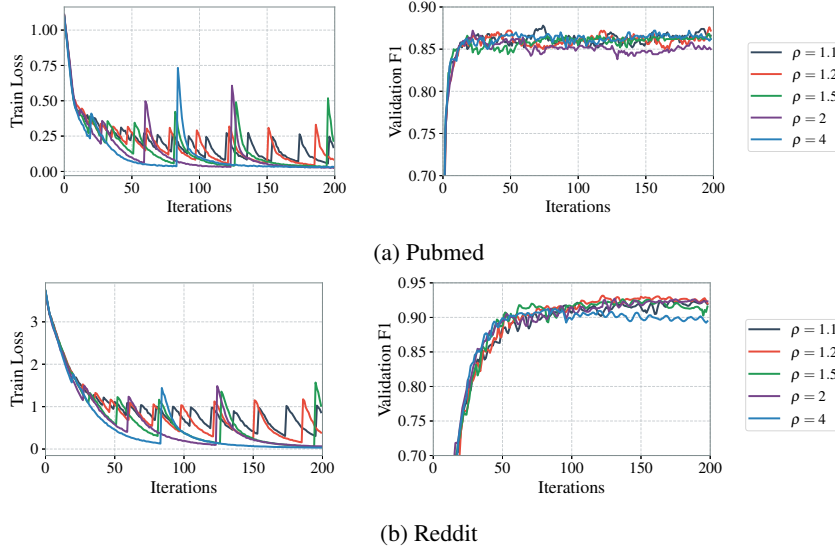 1.00
0.75
0.50
0.25
0.00
Train Loss
0 50 100 150 200
Iterations
0.90
0.85
0.80
0.75
0.70
Validation F1
0 50 100 150 200
Iterations
ρ = 1.1
ρ = 1.2
ρ = 1.5
ρ = 2
ρ = 4
(a) Pubmed
3
2
1
0
Train Loss
0 50 100 150 200
Iterations
0.95
0.90
0.85
0.80
0.75
0.70
Validation F1
0 50 100 150 200
Iterations
ρ = 1.1
ρ = 1.2
ρ = 1.5
ρ = 2
ρ = 4
(b) Reddit